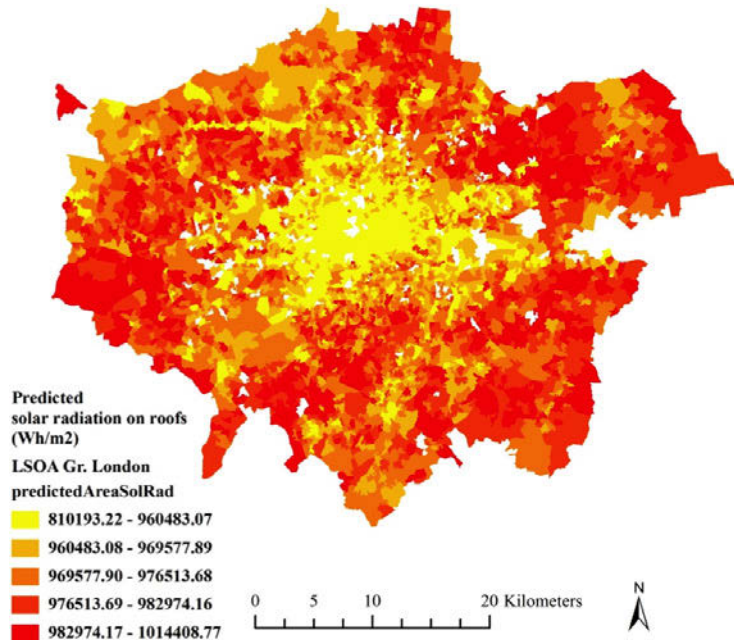 Predicted
solar radiation on roofs
(Wh/m2)
LSOA Gr. London
predictedAreaSolRad
810193.22 - 960483.07
960483.08 - 969577.89
969577.90 - 976513.68
976513.69 - 982974.16
982974.17 - 1014408.77
0 5 10 20 Kilometers
N